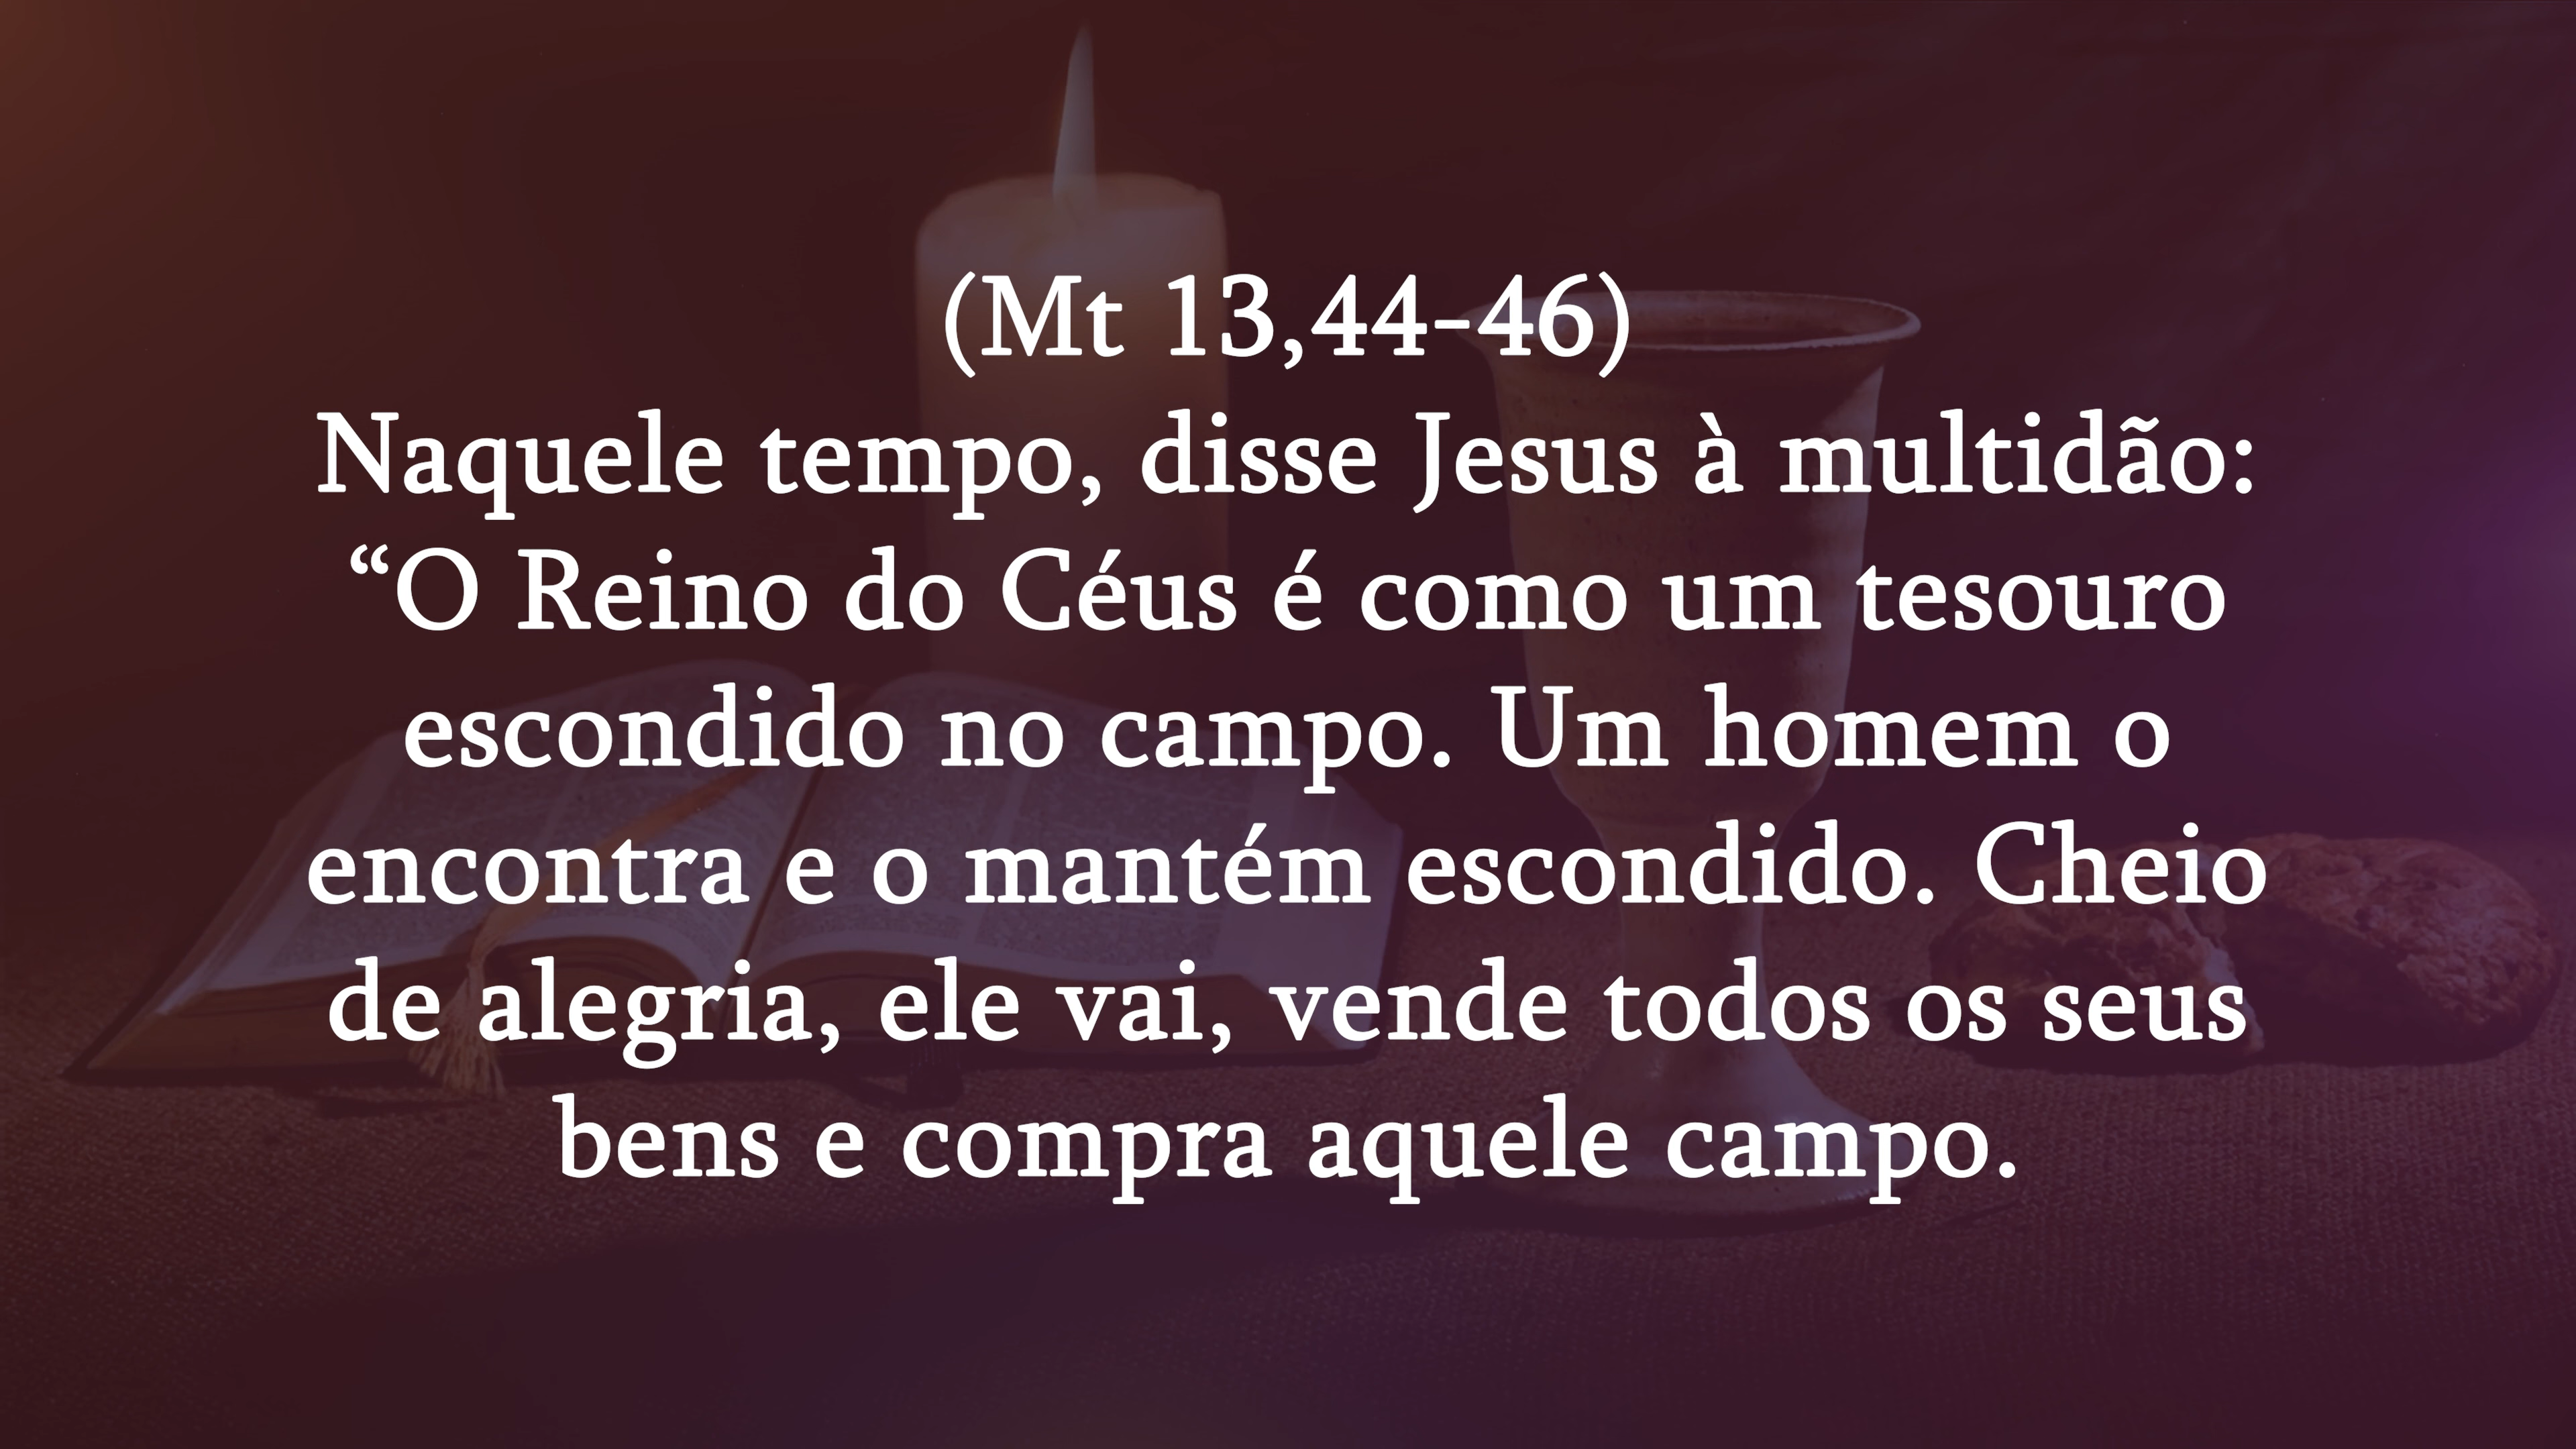 (Mt 13,44-46)
Naquele tempo, disse Jesus à multidão:
“O Reino do Céus é como um tesouro
escondido no campo. Um homem o
encontra e o mantém escondido. Cheio
de alegria, ele vai, vende todos os seus
bens e compra aquele campo.